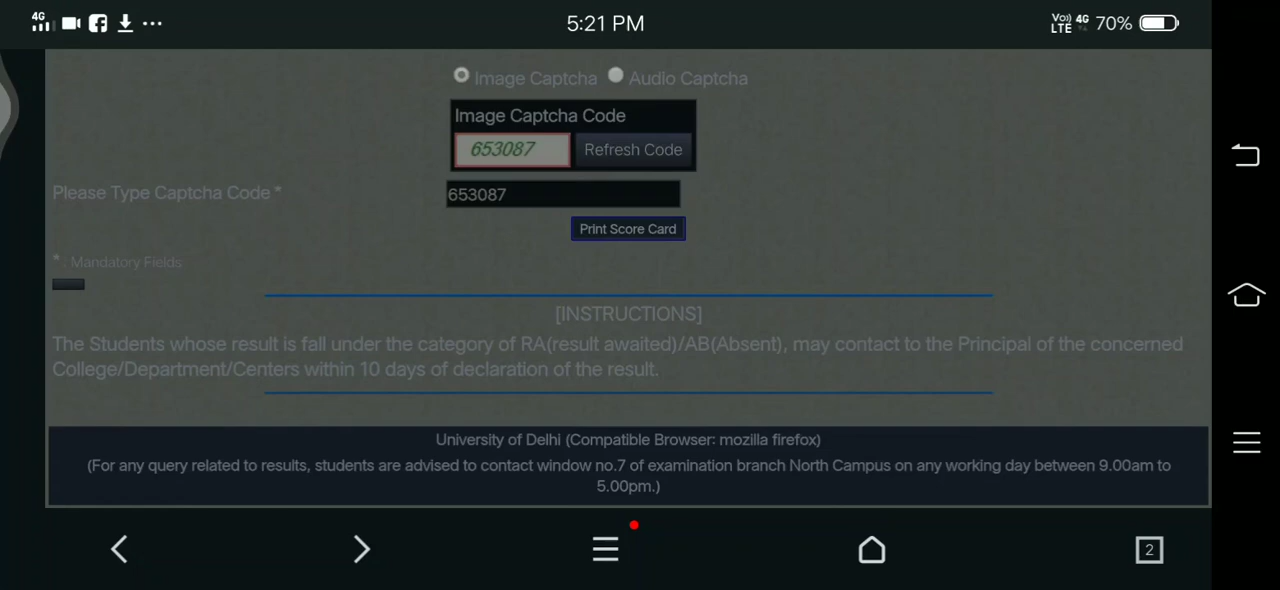 4G 5:21 PM Vo) LTE 4G 70%
Image Captcha Audio Captcha
Image Captcha Code
653087 Refresh Code
Please Type Captcha Code * 653087
Print Score Card
* : Mandatory Fields
[INSTRUCTIONS]
The Students whose result is fall under the category of RA(result awaited)/AB(Absent), may contact to the Principal of the concerned
College/Department/Centers within 10 days of declaration of the result.
University of Delhi (Compatible Browser: mozilla firefox)
(For any query related to results, students are advised to contact window no.7 of examination branch North Campus on any working day between 9.00am to
5.00pm.)
2